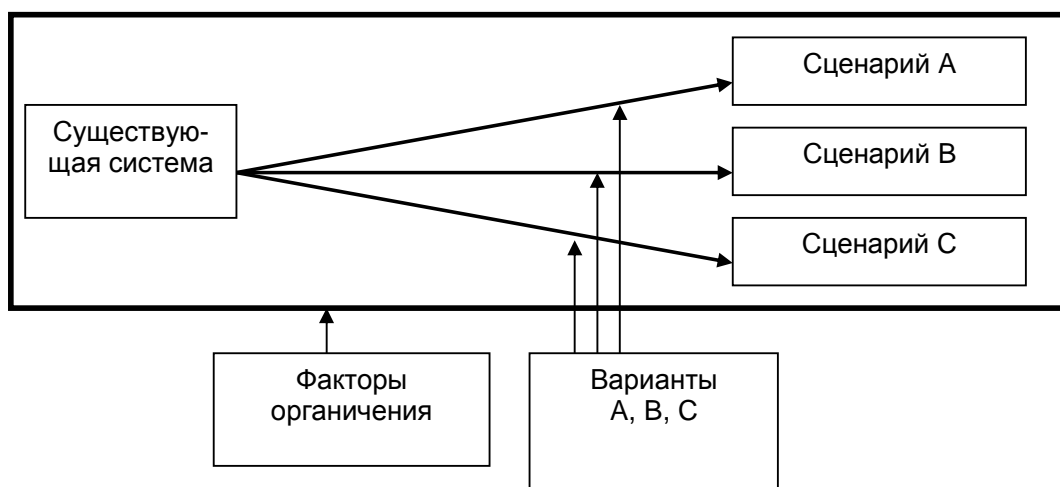 Сценарий A
Существую-
щая система
Сценарий B
Сценарий C
Факторы
органичения
Варианты
A, B, C